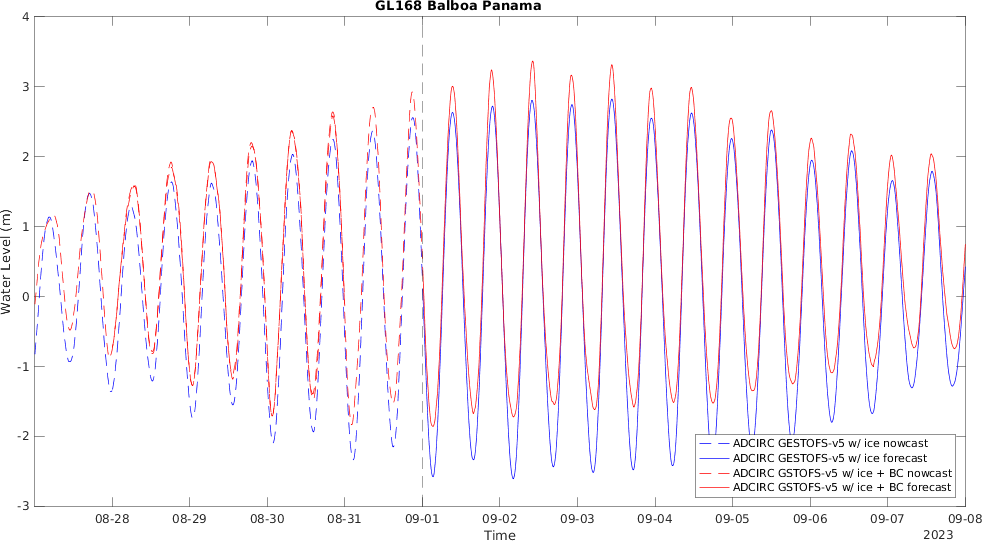 GL168 Balboa Panama
4
3
2
1
0
-1
-2
-3
Water Level (m)
08-28 08-29 08-30 08-31 09-01 09-02 09-03 09-04 09-05 09-06 09-07 09-08
Time
2023
ADCIRC GESTOFS-v5 w/ ice nowcast
ADCIRC GESTOFS-v5 w/ ice forecast
ADCIRC GSTOFS-v5 w/ ice + BC nowcast
ADCIRC GSTOFS-v5 w/ ice + BC forecast